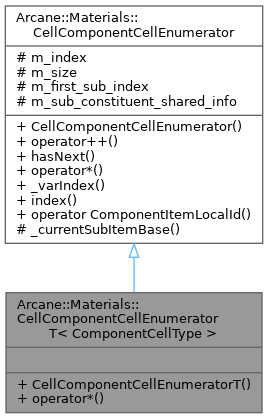 Arcane::Materials::
CellComponentCellEnumerator
# m_index
# m_size
# m_first_sub_index
# m_sub_constituent_shared_info
+ CellComponentCellEnumerator()
+ operator++()
+ hasNext()
+ operator*()
+ _varIndex()
+ index()
+ operator ComponentItemLocalId()
# _currentSubItemBase()
Arcane::Materials::
CellComponentCellEnumerator
T< ComponentCellType >
+ CellComponentCellEnumeratorT()
+ operator*()